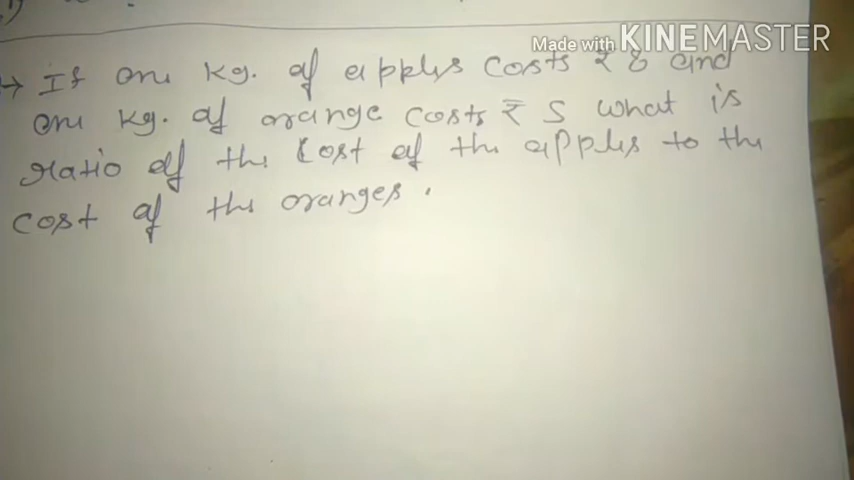 Made with KINEMASTER
→ If one kg. of apples costs ₹ 8 and
one kg. of orange costs ₹ 5 what is
ratio of the cost of the apples to the
cost of the oranges.